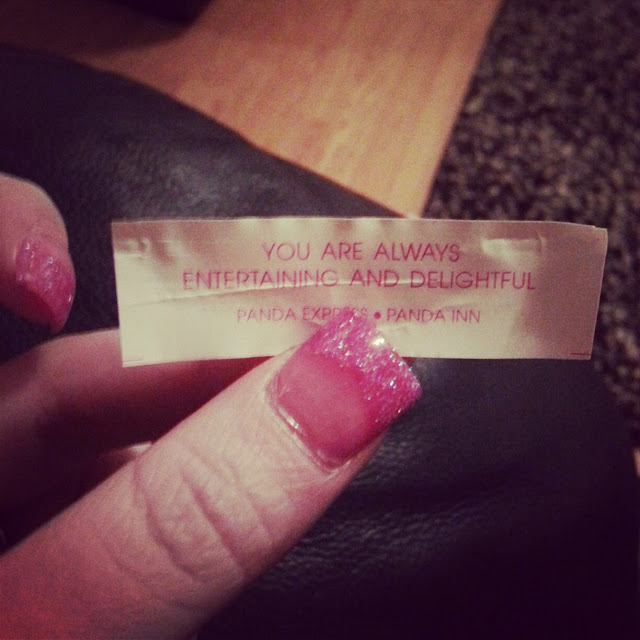 YOU ARE ALWAYS
ENTERTAINING AND DELIGHTFUL
PANDA EXPRESS • PANDA INN